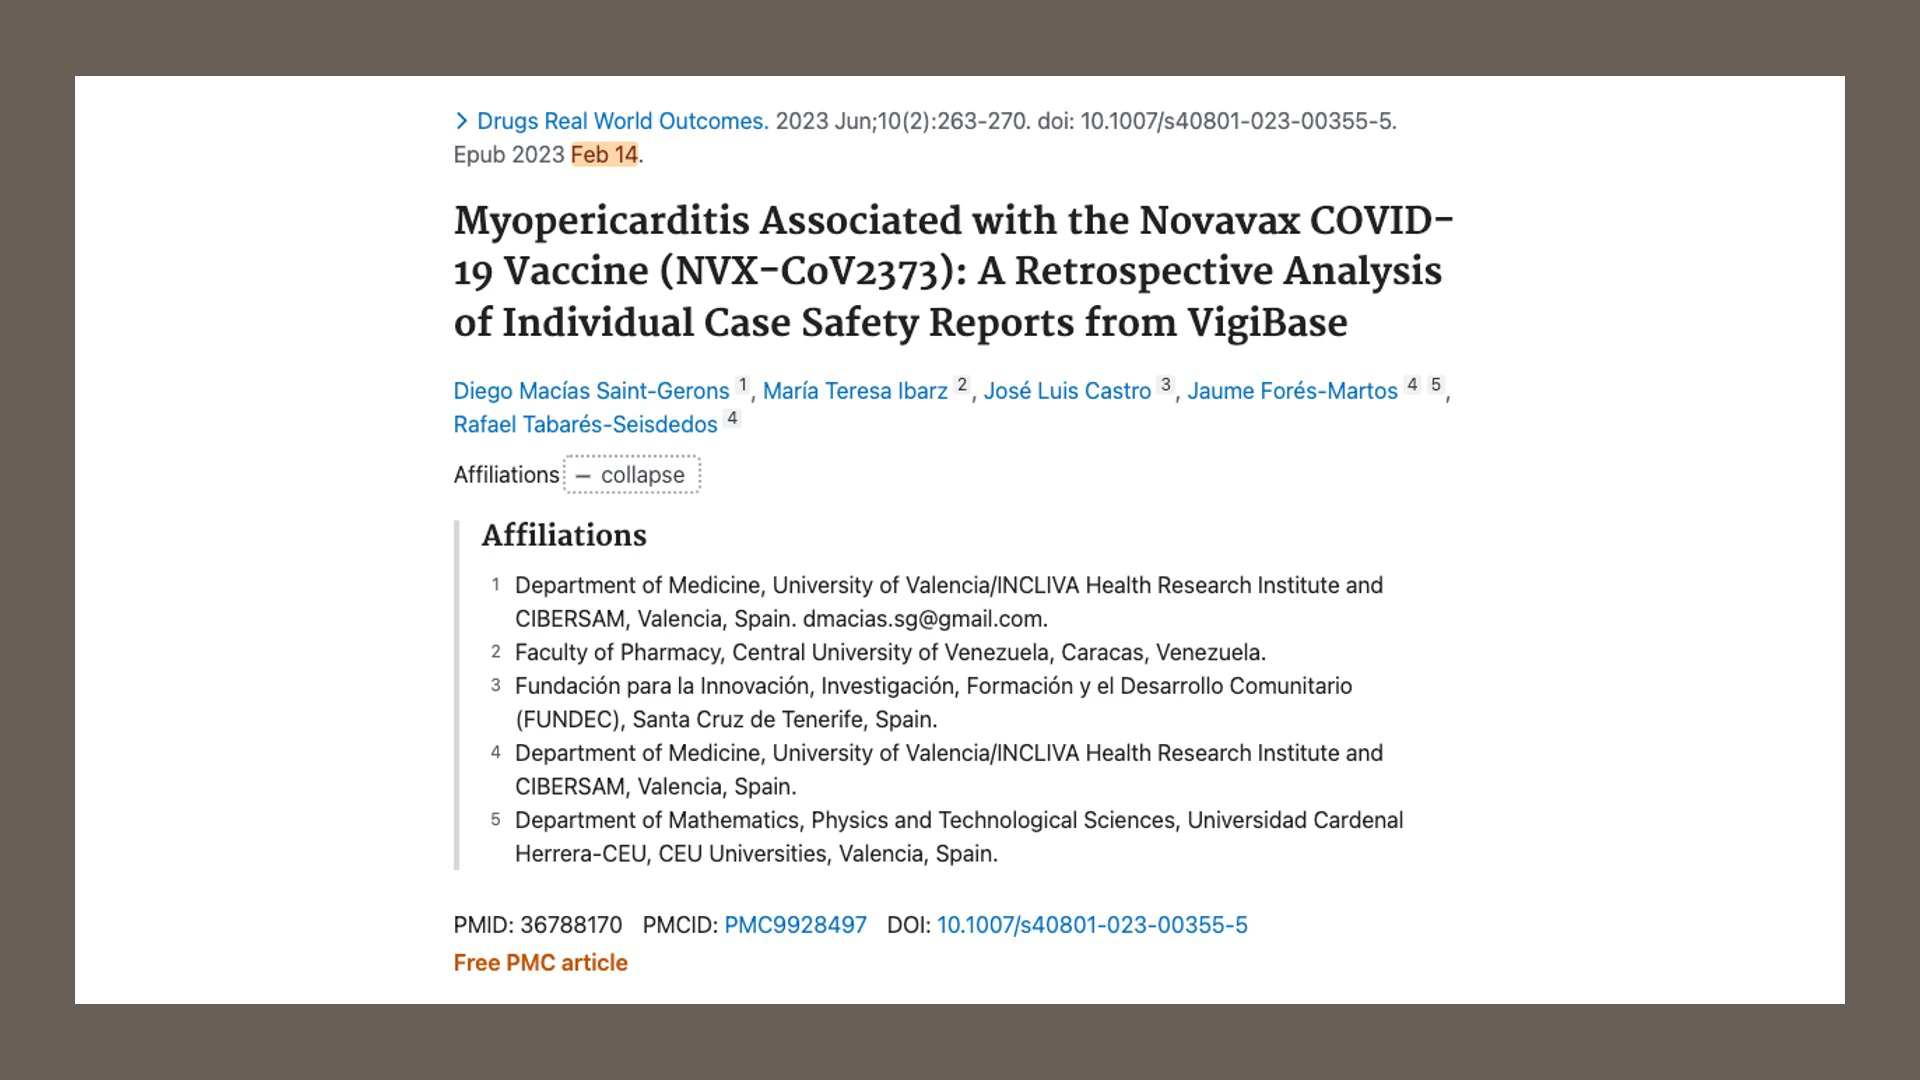 > Drugs Real World Outcomes. 2023 Jun;10(2):263-270. doi: 10.1007/s40801-023-00355-5.
Epub 2023 Feb 14.
Myopericarditis Associated with the Novavax COVID-
19 Vaccine (NVX-CoV2373): A Retrospective Analysis
of Individual Case Safety Reports from VigiBase
Diego Macías Saint-Gerons 1, María Teresa Ibarz 2, José Luis Castro 3, Jaume Forés-Martos 4 5,
Rafael Tabarés-Seisdedos 4
Affiliations — collapse
Affiliations
1 Department of Medicine, University of Valencia/INCLIVA Health Research Institute and
CIBERSAM, Valencia, Spain. dmacias.sg@gmail.com.
2 Faculty of Pharmacy, Central University of Venezuela, Caracas, Venezuela.
3 Fundación para la Innovación, Investigación, Formación y el Desarrollo Comunitario
(FUNDEC), Santa Cruz de Tenerife, Spain.
4 Department of Medicine, University of Valencia/INCLIVA Health Research Institute and
CIBERSAM, Valencia, Spain.
5 Department of Mathematics, Physics and Technological Sciences, Universidad Cardenal
Herrera-CEU, CEU Universities, Valencia, Spain.
PMID: 36788170 PMCID: PMC9928497 DOI: 10.1007/s40801-023-00355-5
Free PMC article